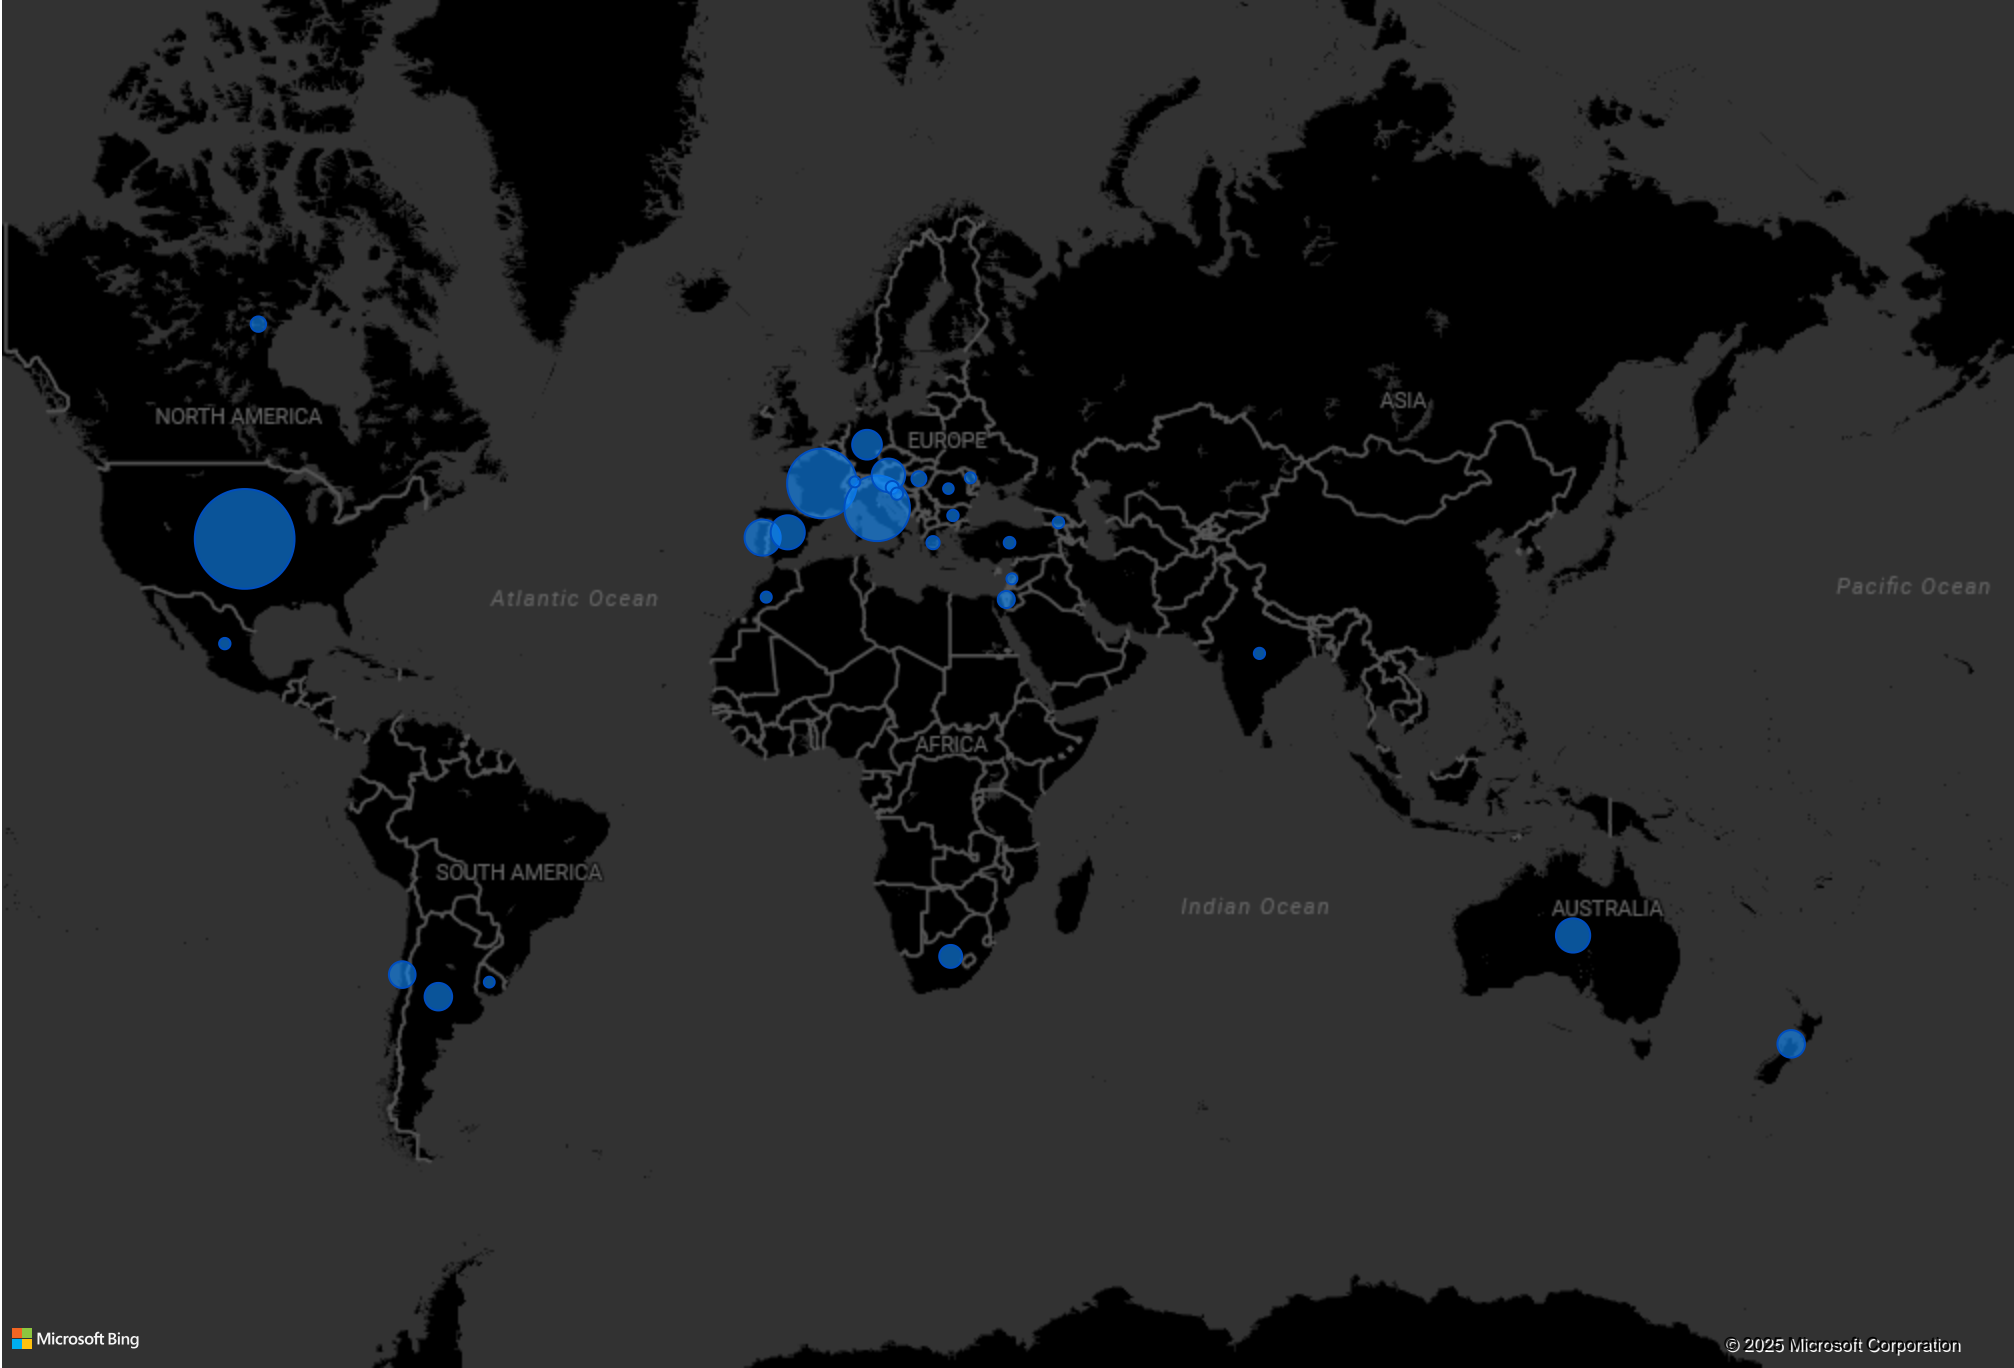 NORTH AMERICA
ASIA
EUROPE
Atlantic Ocean
Pacific Ocean
AFRICA
SOUTH AMERICA
Indian Ocean
AUSTRALIA
Microsoft Bing
© 2025 Microsoft Corporation